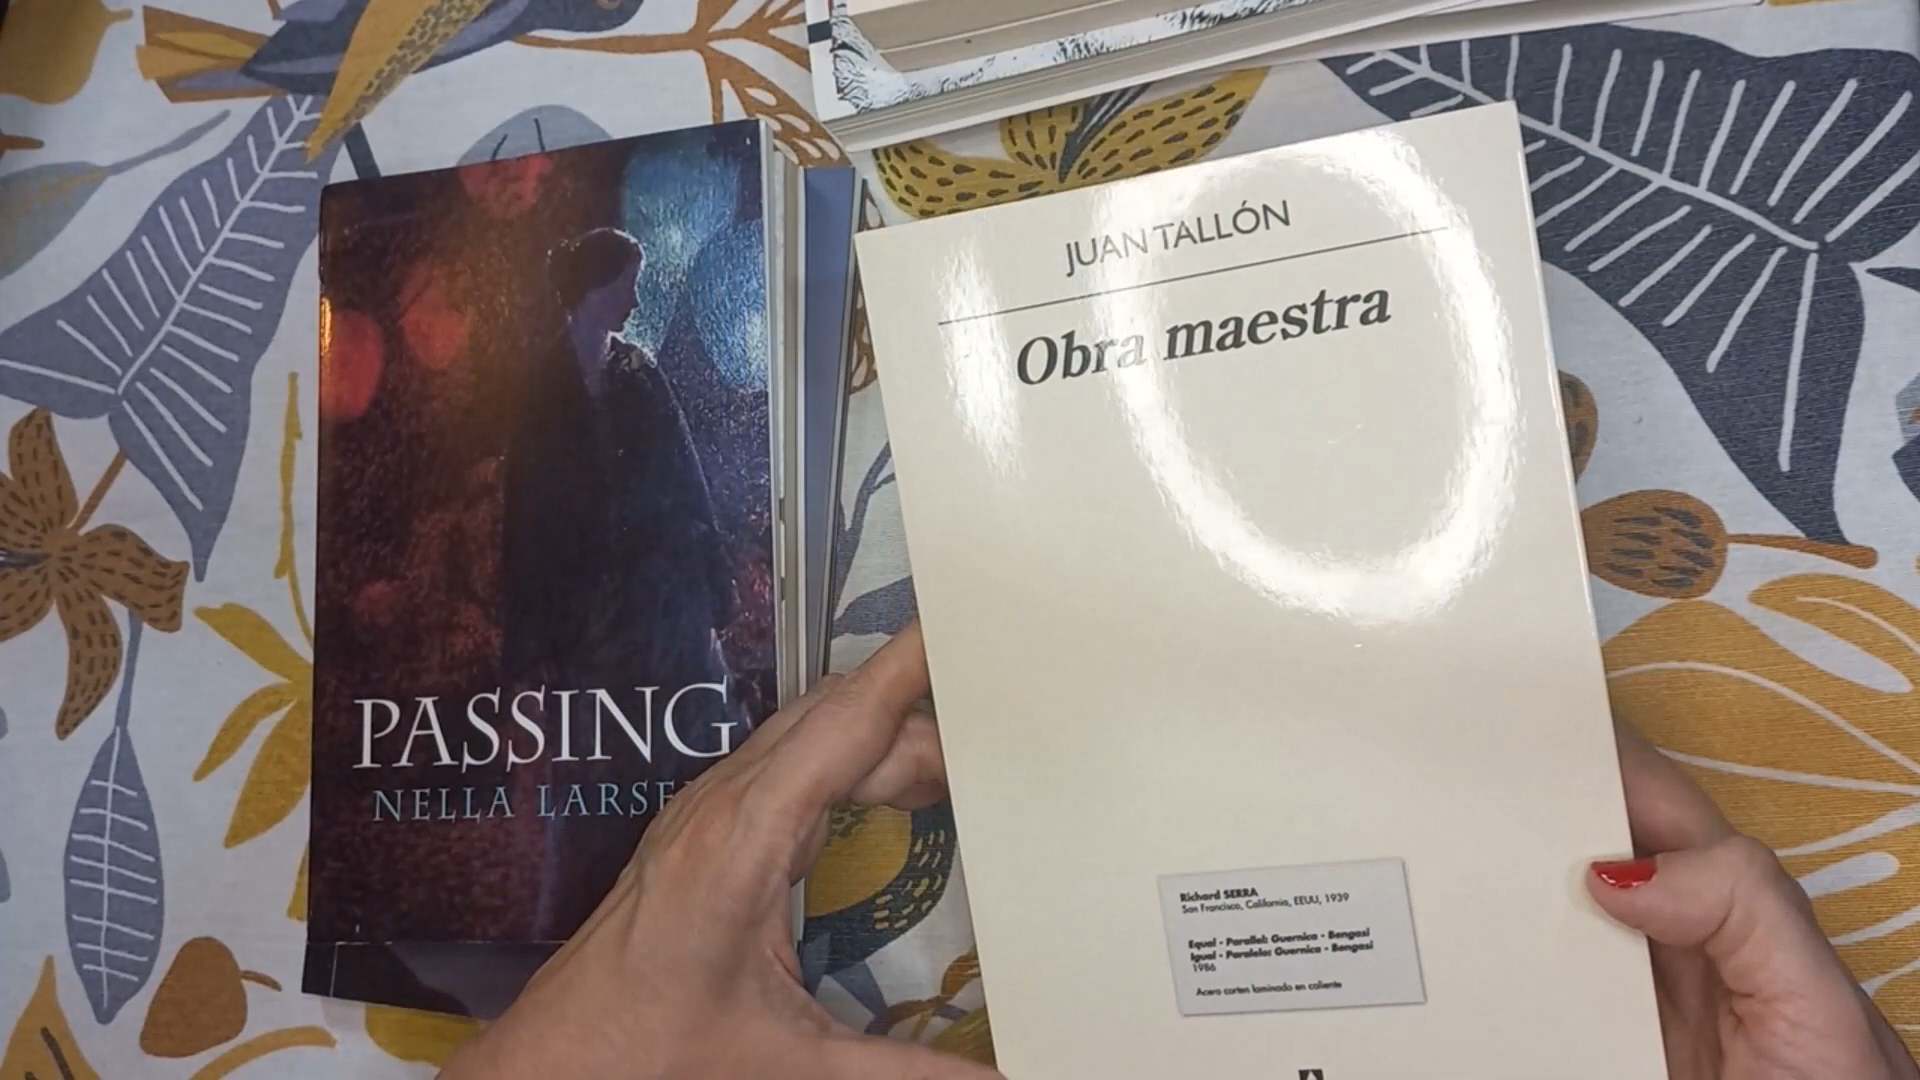 PASSING
NELLA LARSE
JUAN TALLÓN
Obra maestra
Richard SERRA
San Francisco, California, EEUU, 1939
Equal - Parallel: Guernica - Bengasi
Igual - Paralelo: Guernica - Bengasi
1986
Acero corten laminado en caliente